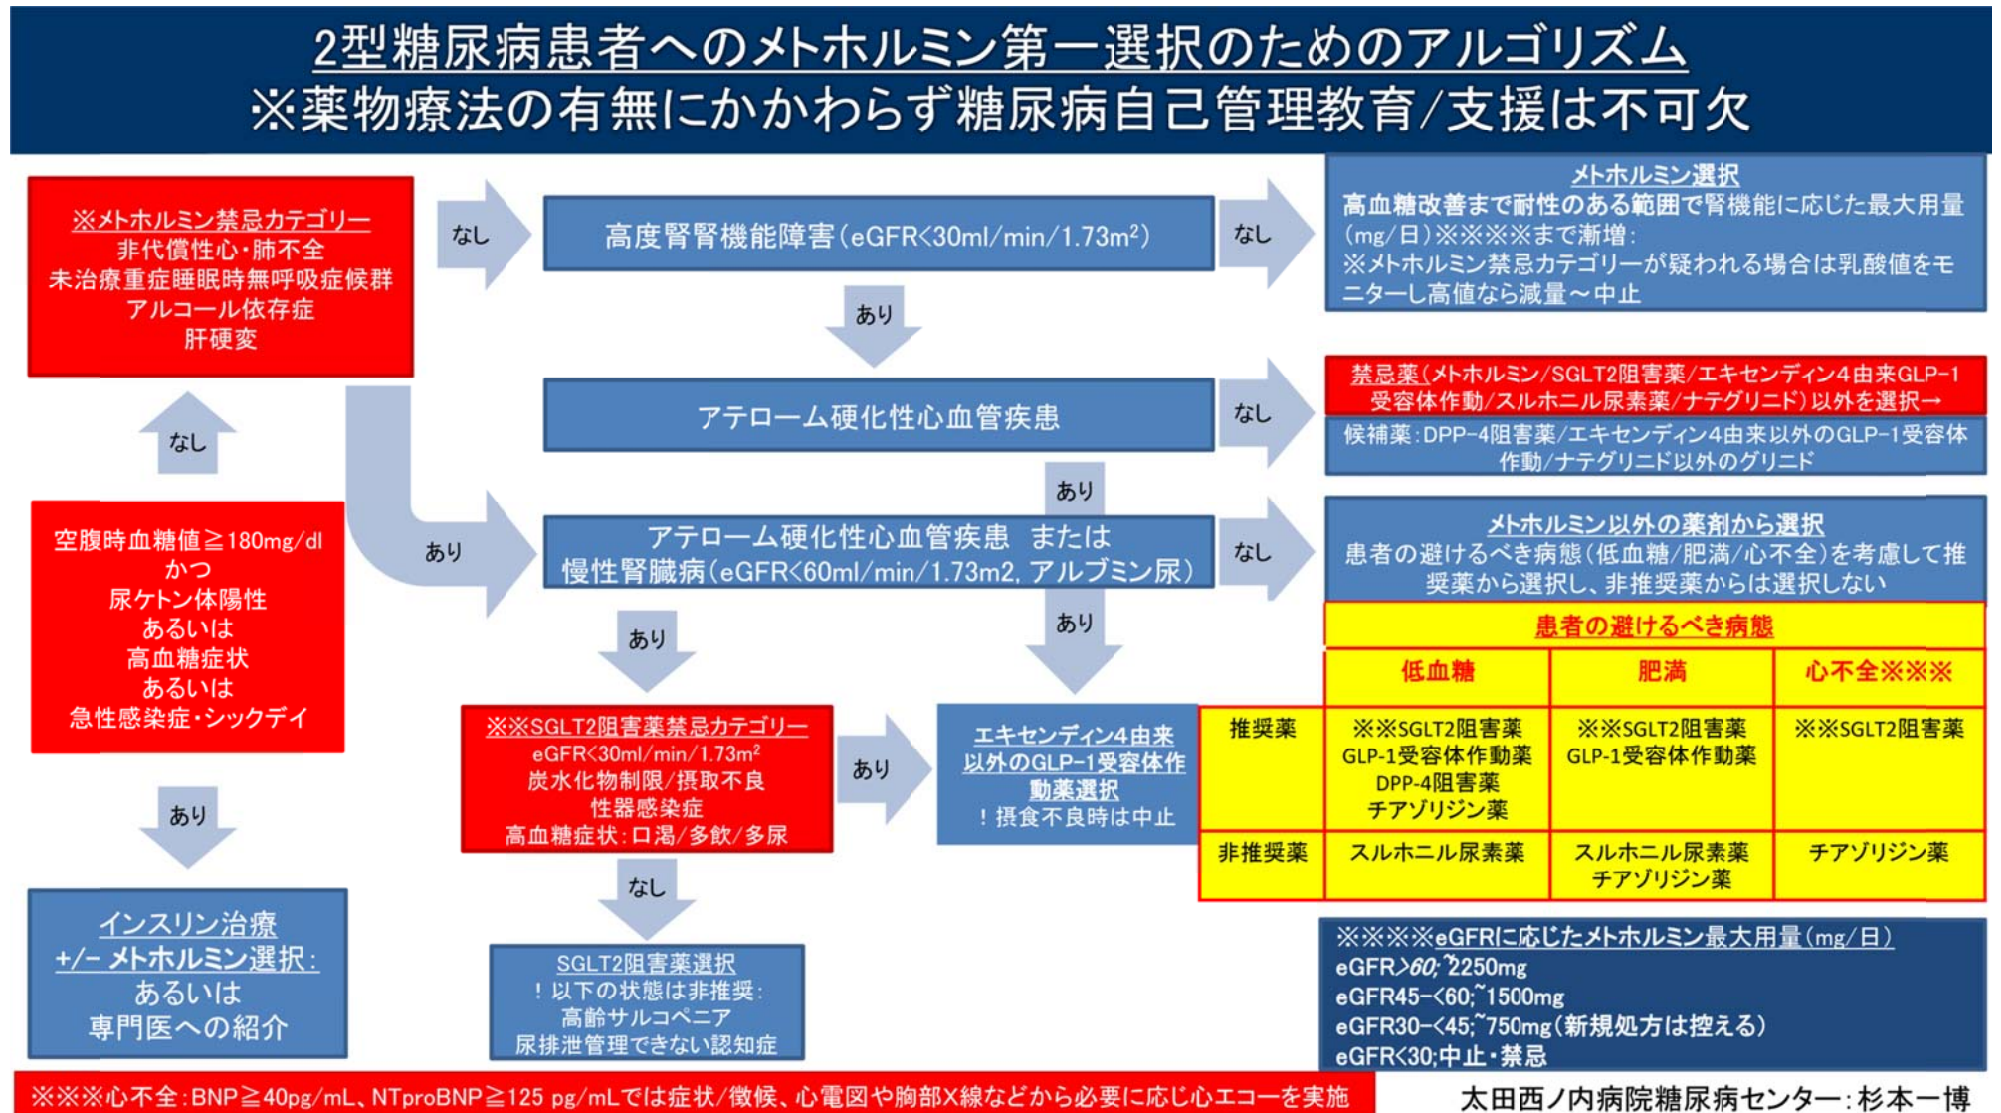 2型糖尿病患者へのメトホルミン第一選択のためのアルゴリズム
※薬物療法の有無にかかわらず糖尿病自己管理教育/支援は不可欠
※メトホルミン禁忌カテゴリー
非代償性心・肺不全
未治療重症睡眠時無呼吸症候群
アルコール依存症
肝硬変
なし
高度腎腎機能障害(eGFR<30ml/min/1.73m²)
なし
メトホルミン選択
高血糖改善まで耐性のある範囲で腎機能に応じた最大用量
(mg/日)※※※※まで漸増:
※メトホルミン禁忌カテゴリーが疑われる場合は乳酸値をモ
ニターし高値なら減量～中止
あり
アテローム硬化性心血管疾患
なし
禁忌薬(メトホルミン/SGLT2阻害薬/エキセンディン4由来GLP-1
受容体作動/スルホニル尿素薬/ナテグリニド)以外を選択→
候補薬:DPP-4阻害薬/エキセンディン4由来以外のGLP-1受容体
作動/ナテグリニド以外のグリニド
なし
あり
空腹時血糖値≧180mg/dl
かつ
尿ケトン体陽性
あるいは
高血糖症状
あるいは
急性感染症・シックデイ
あり
アテローム硬化性心血管疾患 または
慢性腎臓病(eGFR<60ml/min/1.73m2, アルブミン尿)
なし
メトホルミン以外の薬剤から選択
患者の避けるべき病態(低血糖/肥満/心不全)を考慮して推
奨薬から選択し、非推奨薬からは選択しない
あり
あり
患者の避けるべき病態
低血糖 肥満 心不全※※※
推奨薬 ※※SGLT2阻害薬 ※※SGLT2阻害薬 ※※SGLT2阻害薬
GLP-1受容体作動薬 GLP-1受容体作動薬
DPP-4阻害薬
チアゾリジン薬
非推奨薬 スルホニル尿素薬 スルホニル尿素薬 チアゾリジン薬
チアゾリジン薬
※※SGLT2阻害薬禁忌カテゴリー
eGFR<30ml/min/1.73m²
炭水化物制限/摂取不良
性器感染症
高血糖症状:口渇/多飲/多尿
あり
エキセンディン4由来
以外のGLP-1受容体作
動薬選択
!摂食不良時は中止
あり
なし
インスリン治療
+/- メトホルミン選択:
あるいは
専門医への紹介
SGLT2阻害薬選択
!以下の状態は非推奨:
高齢サルコペニア
尿排泄管理できない認知症
※※※※eGFRに応じたメトホルミン最大用量(mg/日)
eGFR>60;~2250mg
eGFR45-<60;~1500mg
eGFR30-<45;~750mg(新規処方は控える)
eGFR<30;中止・禁忌
※※※心不全:BNP≧40pg/mL、NTproBNP≧125 pg/mLでは症状/徴候、心電図や胸部X線などから必要に応じ心エコーを実施
太田西ノ内病院糖尿病センター:杉本一博